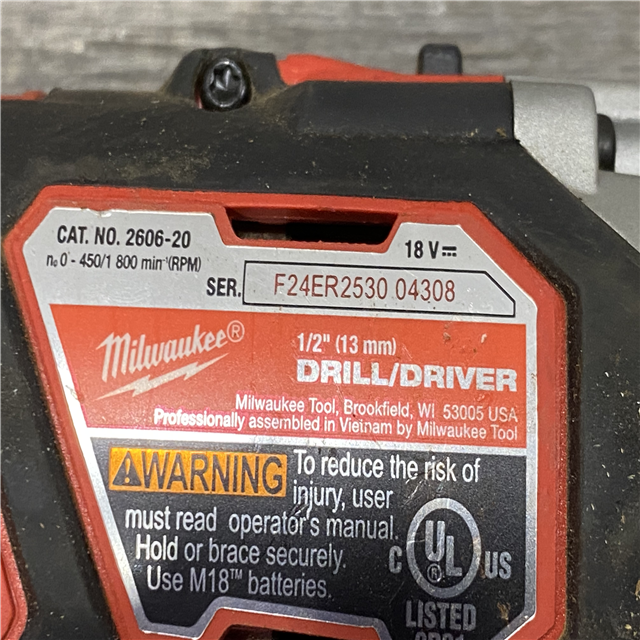 CAT. NO. 2606-20
18 V⎓
n₀ 0 - 450/1 800 min⁻¹(RPM)
SER. F24ER2530 04308
Milwaukee®
1/2" (13 mm)
DRILL/DRIVER
Milwaukee Tool, Brookfield, WI 53005 USA
Professionally assembled in Vietnam by Milwaukee Tool
⚠WARNING To reduce the risk of
injury, user
must read operator's manual.
Hold or brace securely.
Use M18™ batteries.
C UL® US
LISTED